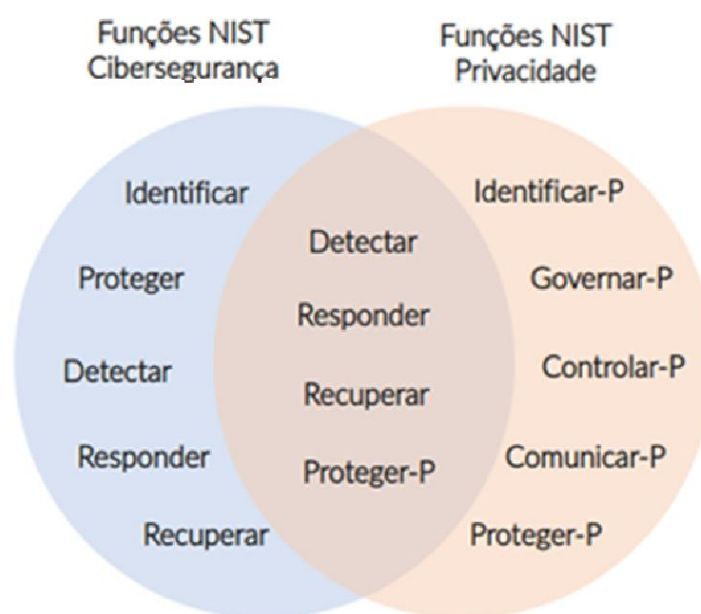 Funções NIST
Cibersegurança
Funções NIST
Privacidade
Identificar
Proteger
Detectar
Responder
Recuperar
Detectar
Responder
Recuperar
Proteger-P
Identificar-P
Governar-P
Controlar-P
Comunicar-P
Proteger-P